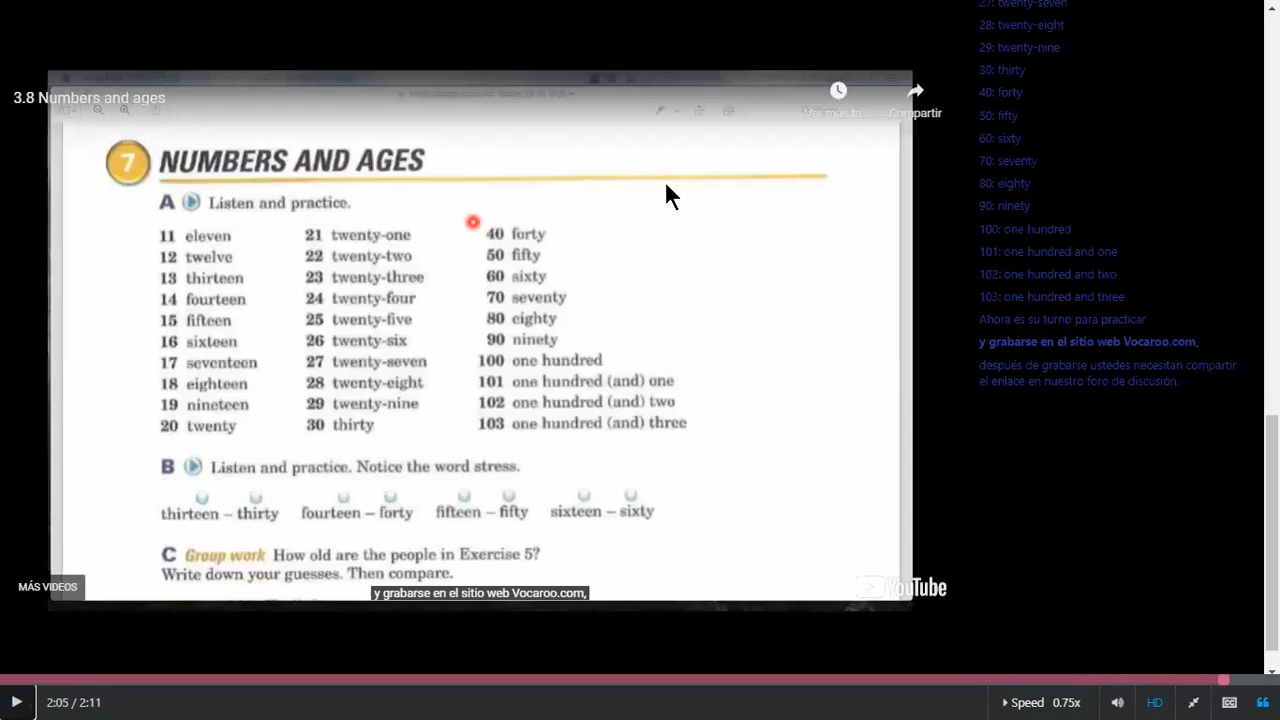 3.8 Numbers and ages
Ver más ta...
Compartir
7 NUMBERS AND AGES
A Listen and practice.
11 eleven
12 twelve
13 thirteen
14 fourteen
15 fifteen
16 sixteen
17 seventeen
18 eighteen
19 nineteen
20 twenty
21 twenty-one
22 twenty-two
23 twenty-three
24 twenty-four
25 twenty-five
26 twenty-six
27 twenty-seven
28 twenty-eight
29 twenty-nine
30 thirty
40 forty
50 fifty
60 sixty
70 seventy
80 eighty
90 ninety
100 one hundred
101 one hundred (and) one
102 one hundred (and) two
103 one hundred (and) three
B Listen and practice. Notice the word stress.
thirteen – thirty fourteen – forty fifteen – fifty sixteen – sixty
C Group work How old are the people in Exercise 5?
Write down your guesses. Then compare.
MÁS VIDEOS
y grabarse en el sitio web Vocaroo.com,
YouTube
27: twenty-seven
28: twenty-eight
29: twenty-nine
30: thirty
40: forty
50: fifty
60: sixty
70: seventy
80: eighty
90: ninety
100: one hundred
101: one hundred and one
102: one hundred and two
103: one hundred and three
Ahora es su turno para practicar
y grabarse en el sitio web Vocaroo.com,
después de grabarse ustedes necesitan compartir
el enlace en nuestro foro de discusión.
2:05 / 2:11
Speed 0.75x
HD
CC